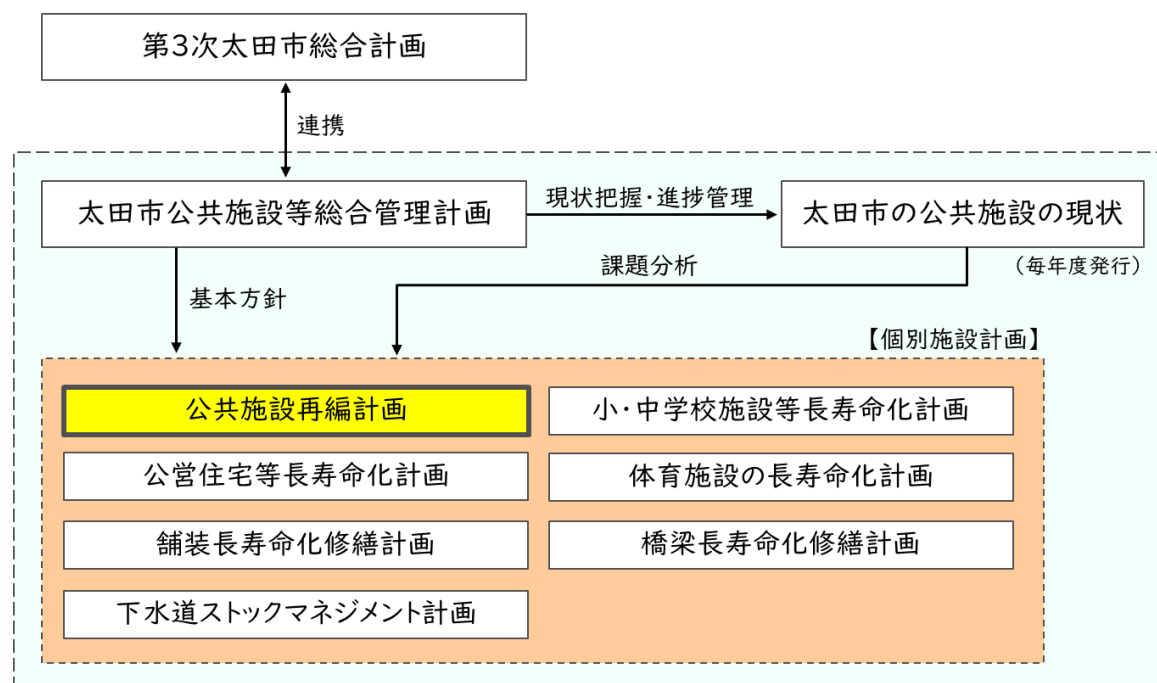 第3次太田市総合計画
連携
太田市公共施設等総合管理計画
現状把握・進捗管理
太田市の公共施設の現状
(毎年度発行)
課題分析
基本方針
【個別施設計画】
公共施設再編計画
小・中学校施設等長寿命化計画
公営住宅等長寿命化計画
体育施設の長寿命化計画
舗装長寿命化修繕計画
橋梁長寿命化修繕計画
下水道ストックマネジメント計画